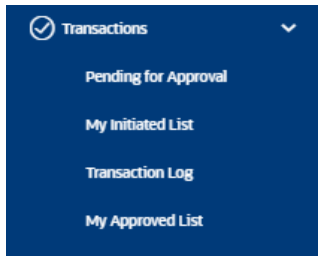 Transactions
Pending for Approval
My Initiated List
Transaction Log
My Approved List